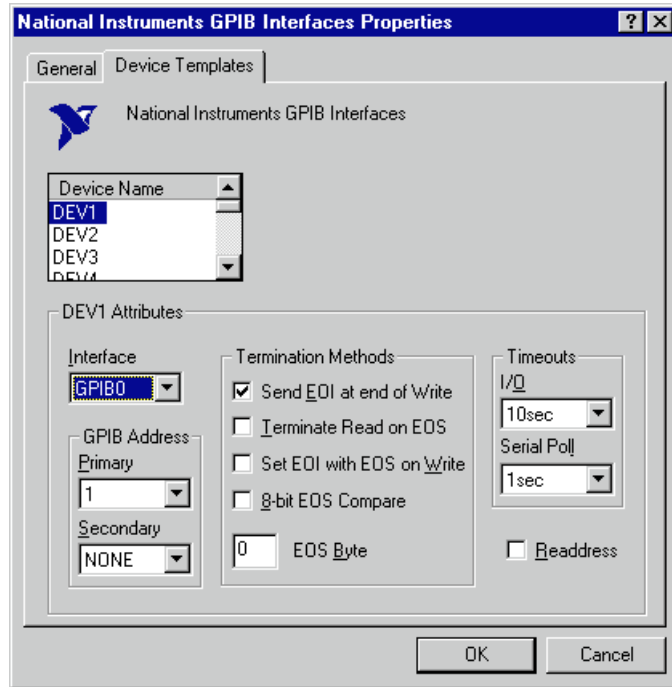 National Instruments GPIB Interfaces Properties
? X
General Device Templates
National Instruments GPIB Interfaces
Device Name
DEV1
DEV2
DEV3
DEV4
DEV1 Attributes
Interface
GPIB0
GPIB Address
Primary
1
Secondary
NONE
Termination Methods
Send EOI at end of Write
Terminate Read on EOS
Set EOI with EOS on Write
8-bit EOS Compare
0 EOS Byte
Timeouts
I/O
10sec
Serial Poll
1sec
Readdress
OK Cancel